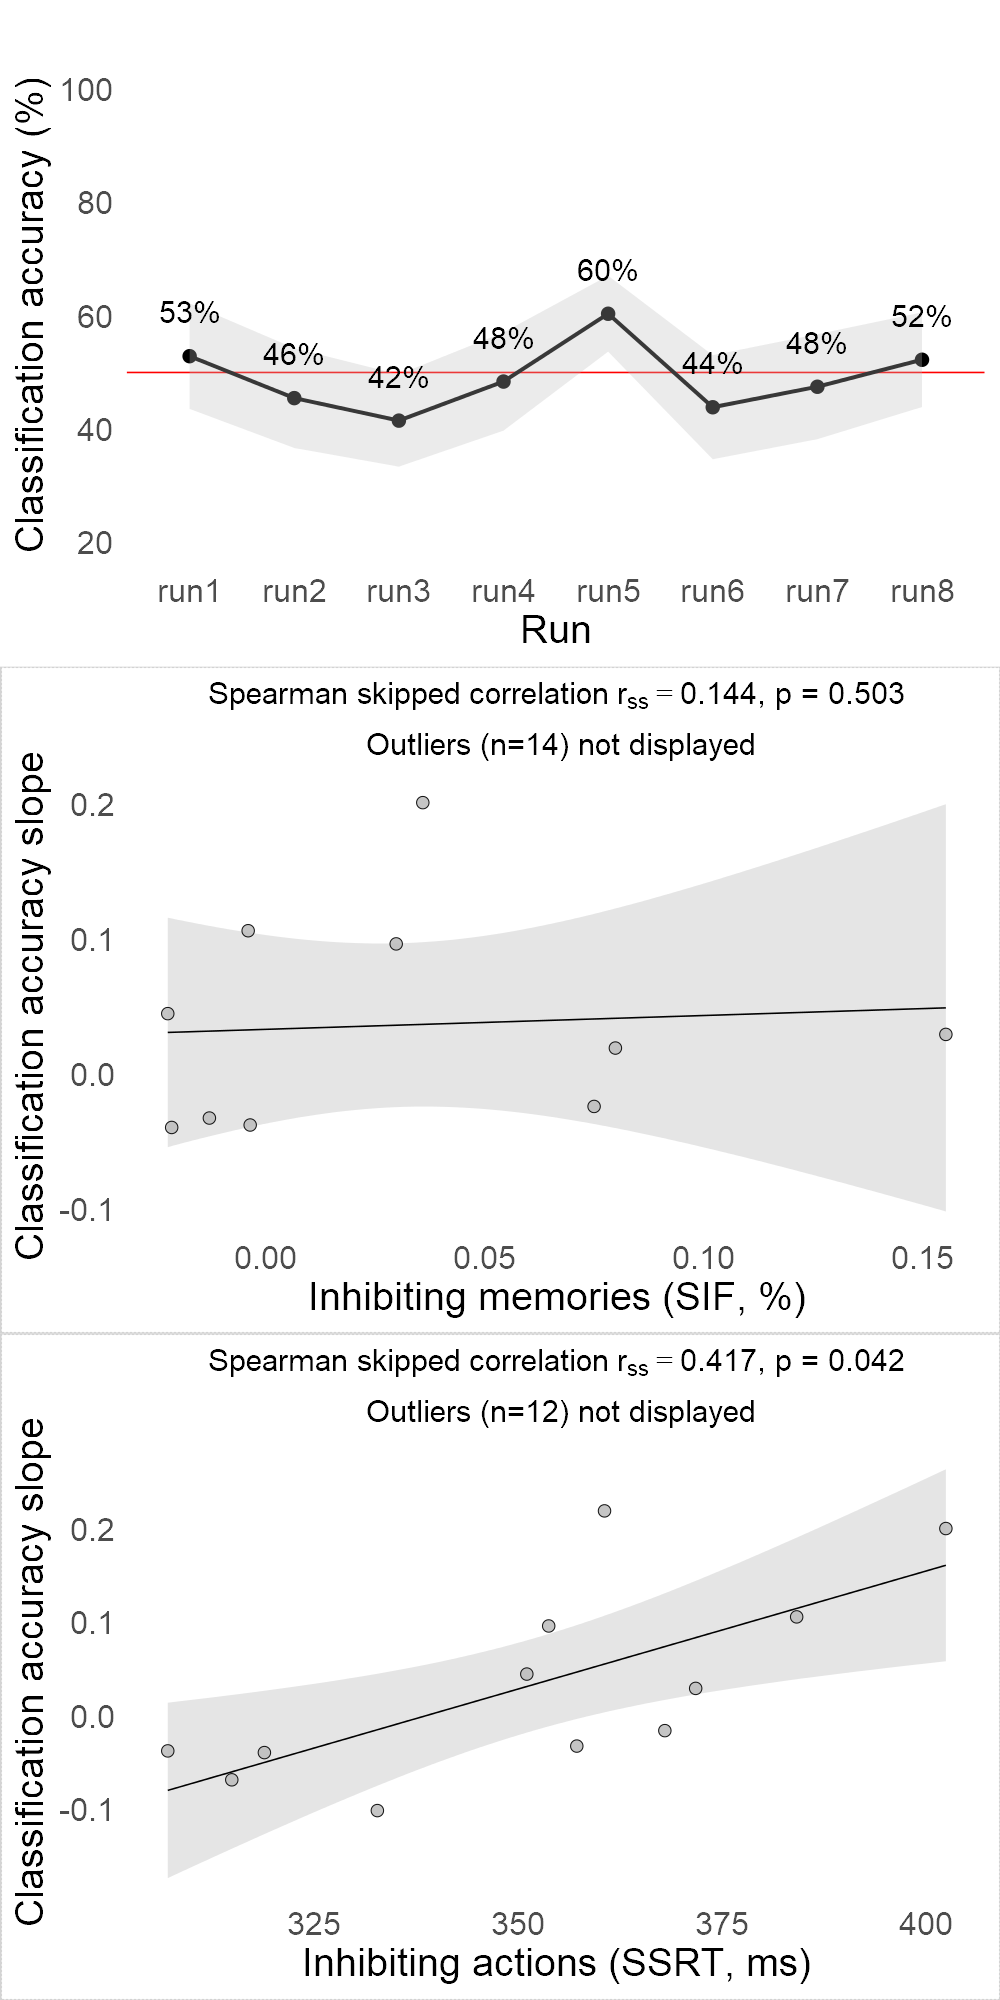 Classification accuracy (%)
100
80
60
40
20
53%
46%
42%
48%
60%
44%
48%
52%
run1 run2 run3 run4 run5 run6 run7 run8
Run
Spearman skipped correlation rss = 0.144, p = 0.503
Outliers (n=14) not displayed
Classification accuracy slope
0.2
0.1
0.0
-0.1
0.00 0.05 0.10 0.15
Inhibiting memories (SIF, %)
Spearman skipped correlation rss = 0.417, p = 0.042
Outliers (n=12) not displayed
Classification accuracy slope
0.2
0.1
0.0
-0.1
325 350 375 400
Inhibiting actions (SSRT, ms)